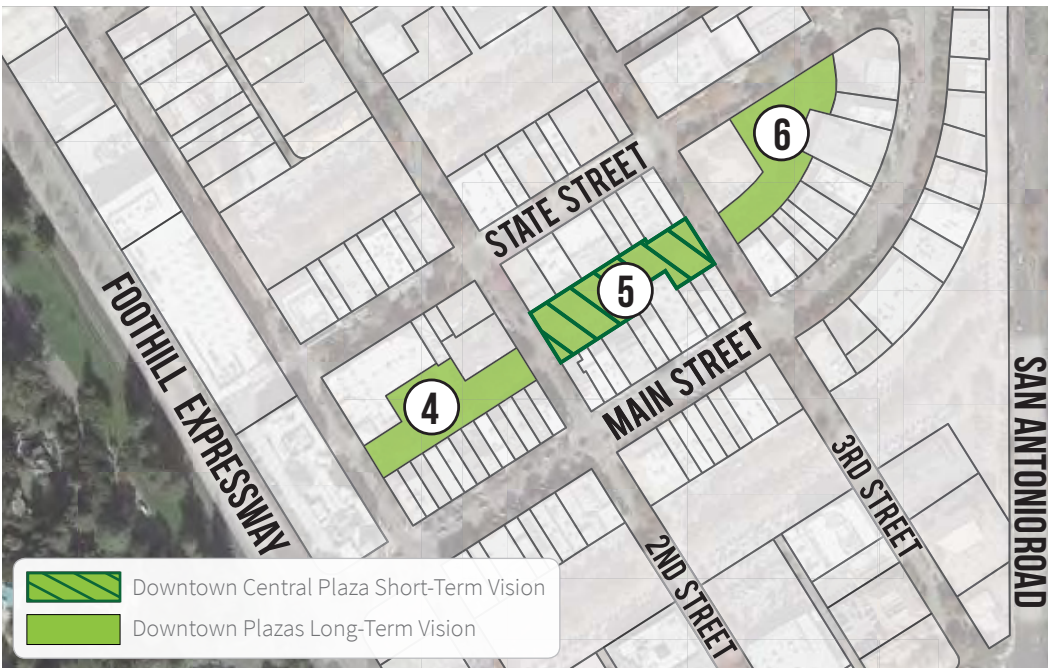 6
STATE STREET
5
FOOTHILL EXPRESSWAY
4
MAIN STREET
SAN ANTONIO ROAD
3RD STREET
2ND STREET
Downtown Central Plaza Short-Term Vision
Downtown Plazas Long-Term Vision